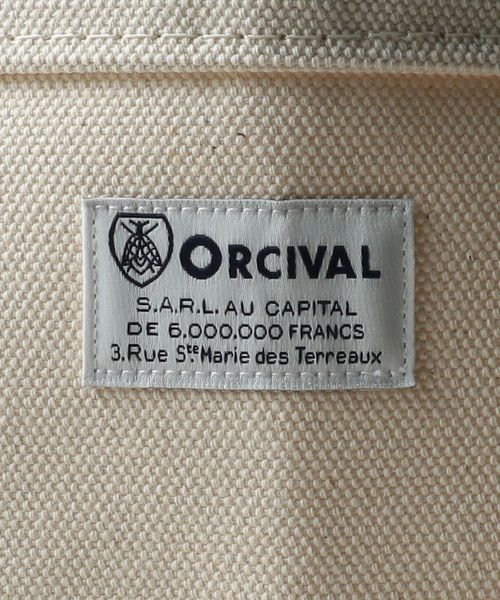 ORCIVAL
S.A.R.L. AU CAPITAL
DE 6.000.000 FRANCS
3.Rue Ste Marie des Terreaux